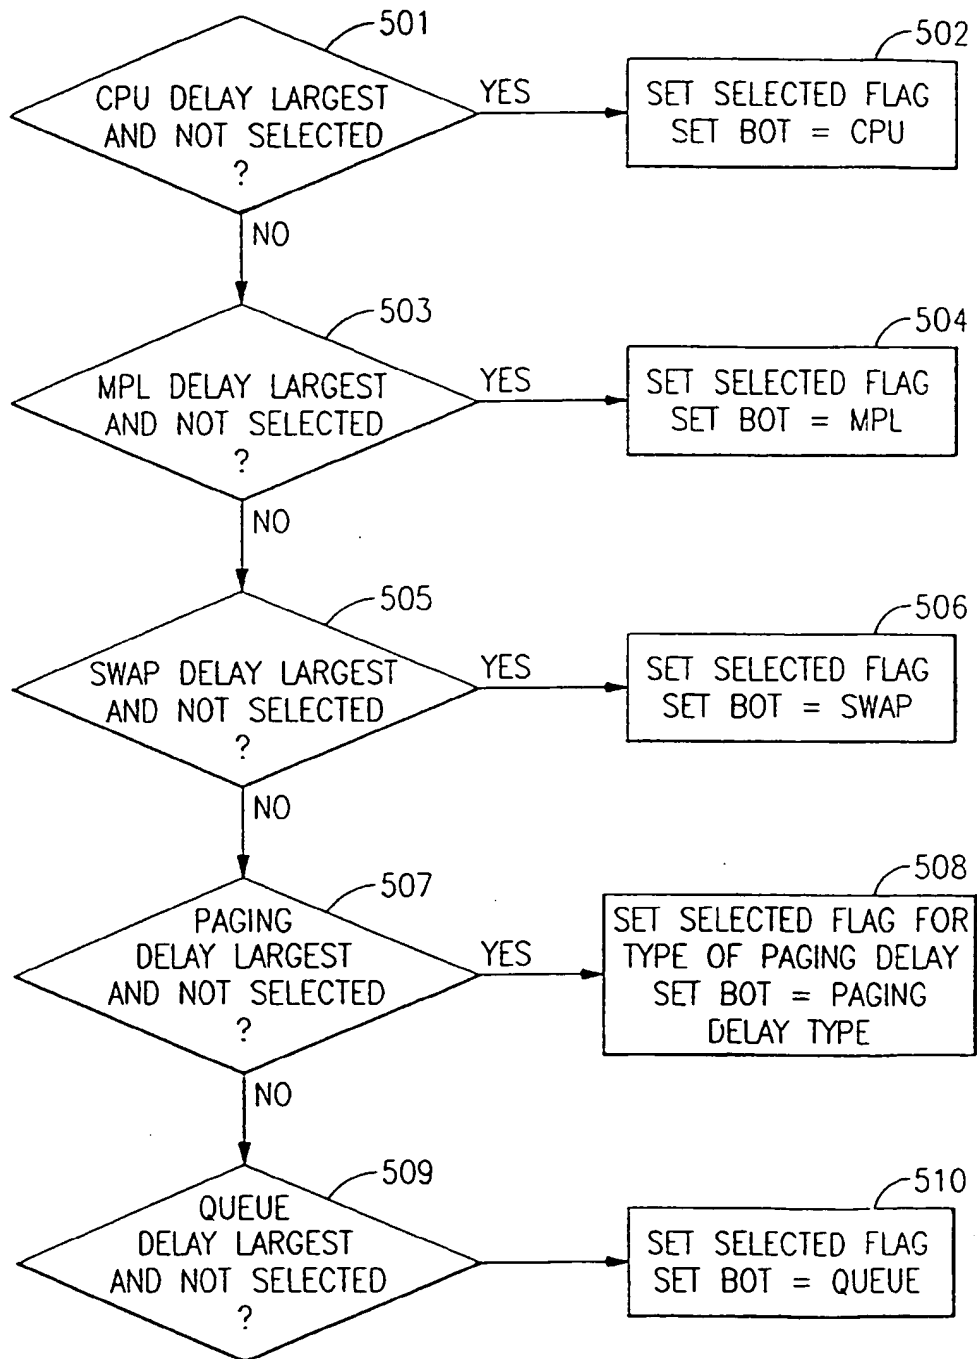 501
CPU DELAY LARGEST
AND NOT SELECTED
?
YES
502
SET SELECTED FLAG
SET BOT = CPU
NO
503
MPL DELAY LARGEST
AND NOT SELECTED
?
YES
504
SET SELECTED FLAG
SET BOT = MPL
NO
505
SWAP DELAY LARGEST
AND NOT SELECTED
?
YES
506
SET SELECTED FLAG
SET BOT = SWAP
NO
507
PAGING
DELAY LARGEST
AND NOT SELECTED
?
YES
508
SET SELECTED FLAG FOR
TYPE OF PAGING DELAY
SET BOT = PAGING
DELAY TYPE
NO
509
QUEUE
DELAY LARGEST
AND NOT SELECTED
?
510
SET SELECTED FLAG
SET BOT = QUEUE